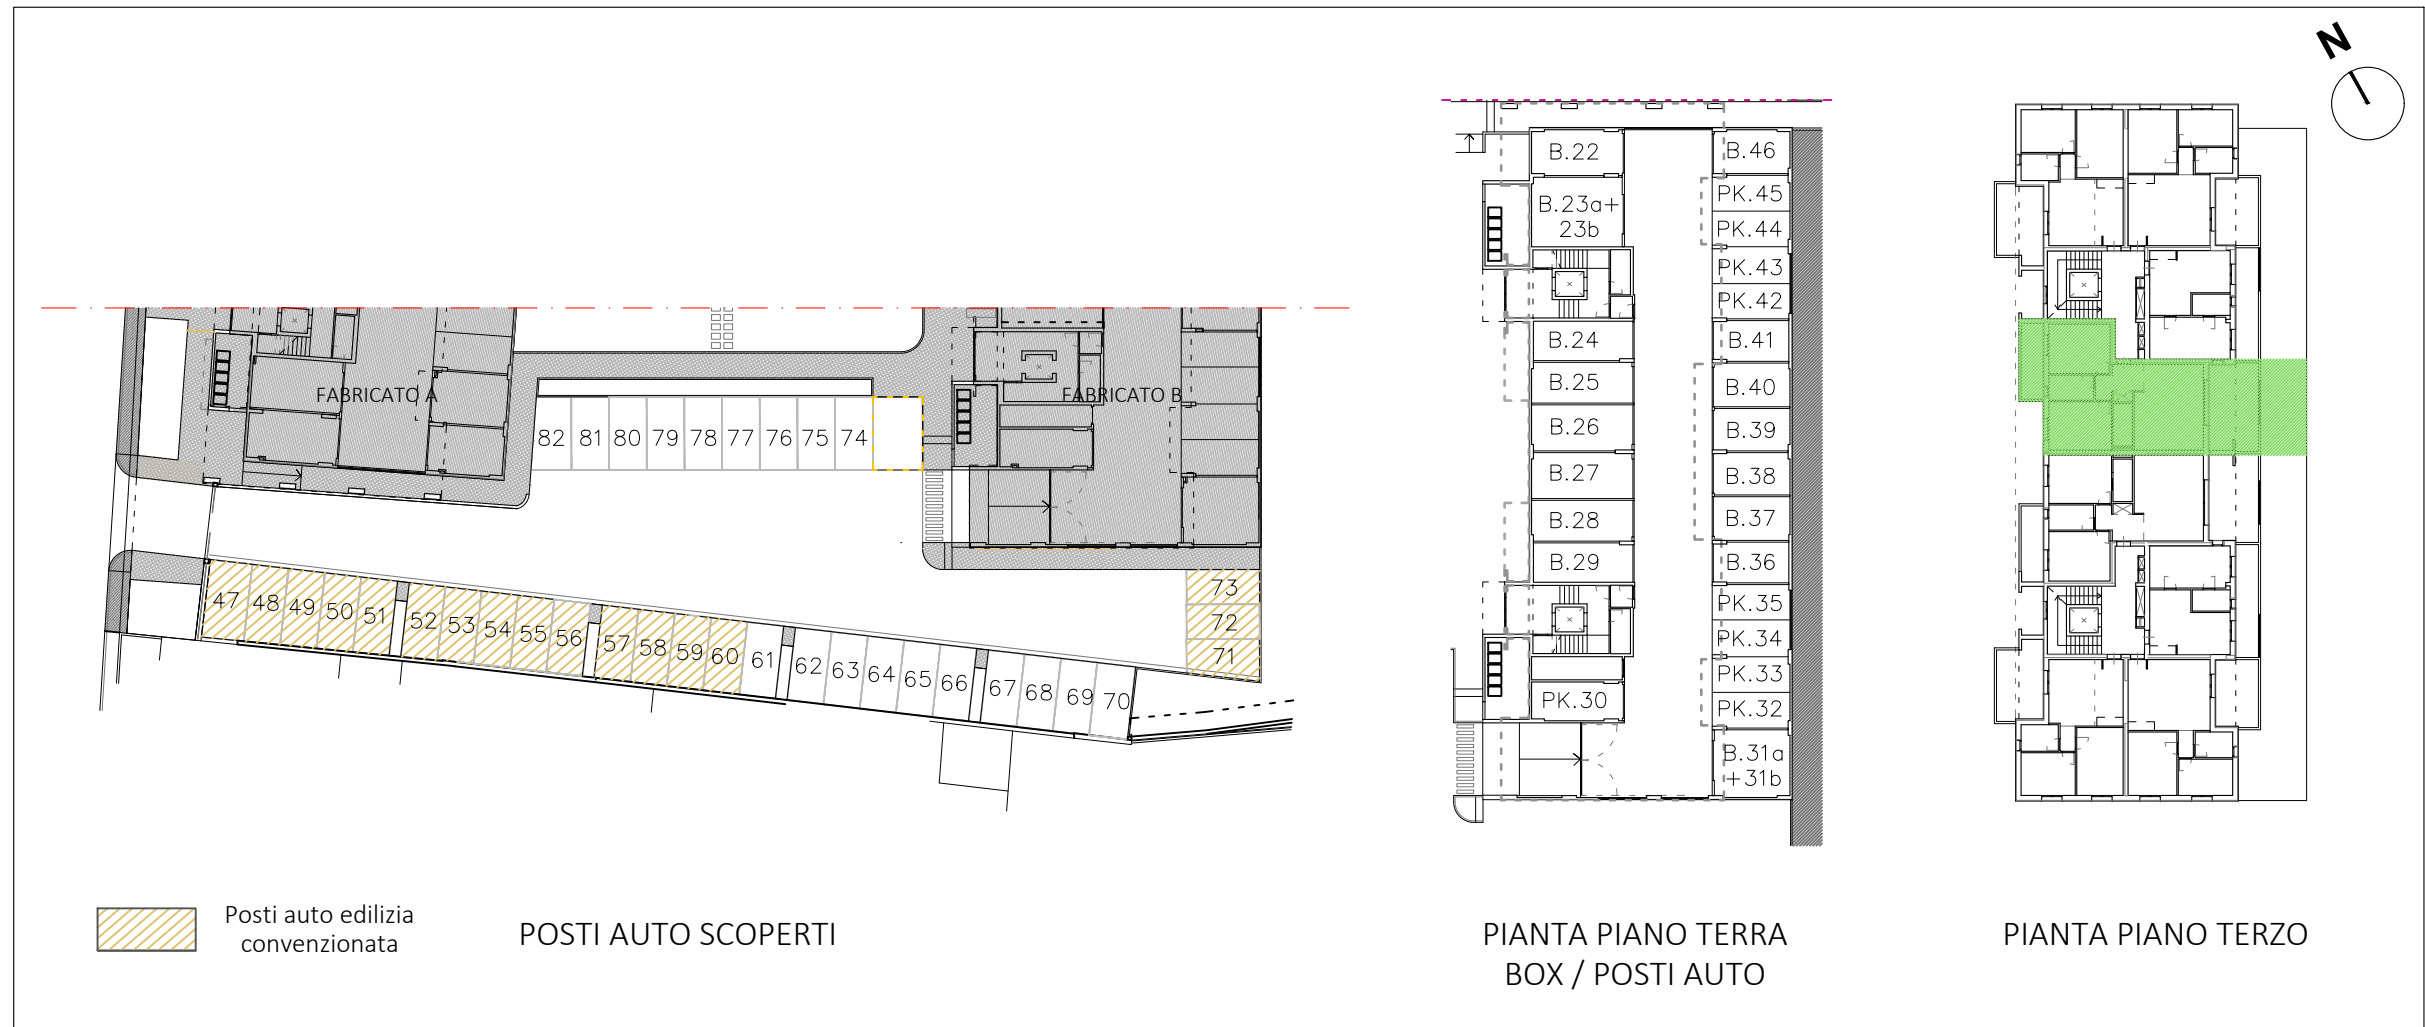 N
FABRICATO A
FABRICATO B
82 81 80 79 78 77 76 75 74
47 48 49 50 51 52 53 54 55 56 57 58 59 60 61 62 63 64 65 66 67 68 69 70
73
72
71
Posti auto edilizia
convenzionata
POSTI AUTO SCOPERTI
B.22
B.23a+
23b
B.24
B.25
B.26
B.27
B.28
B.29
PK.30
B.46
PK.45
PK.44
PK.43
PK.42
B.41
B.40
B.39
B.38
B.37
B.36
PK.35
PK.34
PK.33
PK.32
B.31a
+31b
PIANTA PIANO TERRA
BOX / POSTI AUTO
PIANTA PIANO TERZO